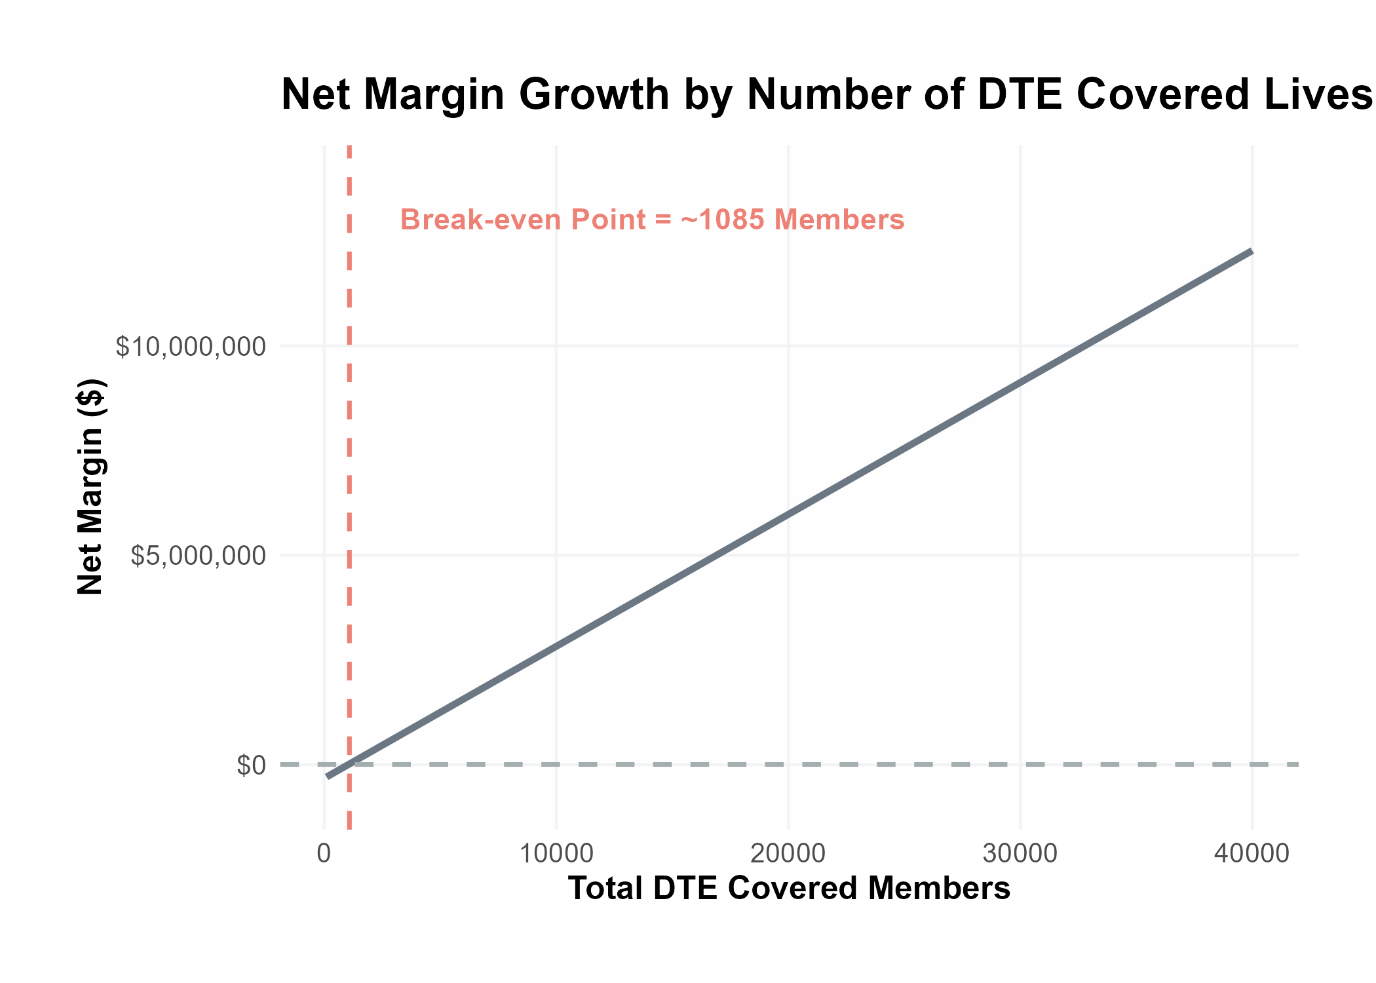 Net Margin Growth by Number of DTE Covered Lives
Break-even Point = ~1085 Members
Net Margin ($)
$10,000,000
$5,000,000
$0
0 10000 20000 30000 40000
Total DTE Covered Members